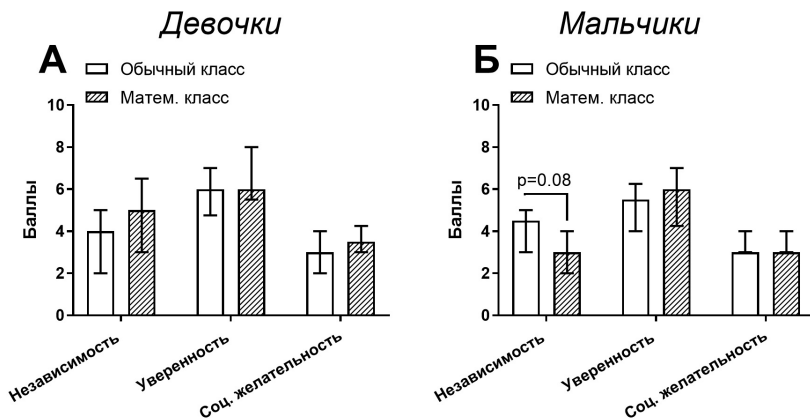 Девочки
А
Обычный класс
Матем. класс
Баллы
10
8
6
4
2
0
Независимость
Уверенность
Соц. желательность
Мальчики
Б
Обычный класс
Матем. класс
Баллы
10
8
6
4
2
0
p=0.08
Независимость
Уверенность
Соц. желательность